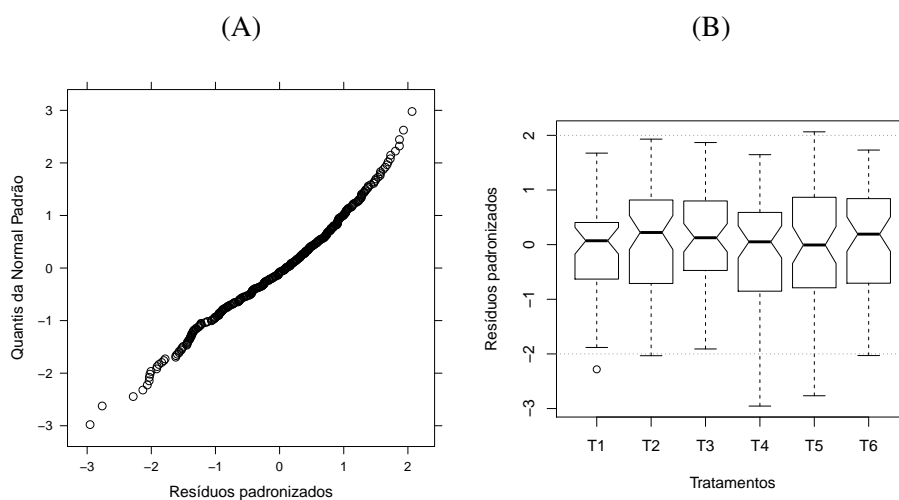 (A)
(B)
3
2
1
0
−1
−2
−3
Quantis da Normal Padrão
−3
−2
−1
0
1
2
Resíduos padronizados
2
1
0
−1
−2
−3
Resíduos padronizados
T1
T2
T3
T4
T5
T6
Tratamentos